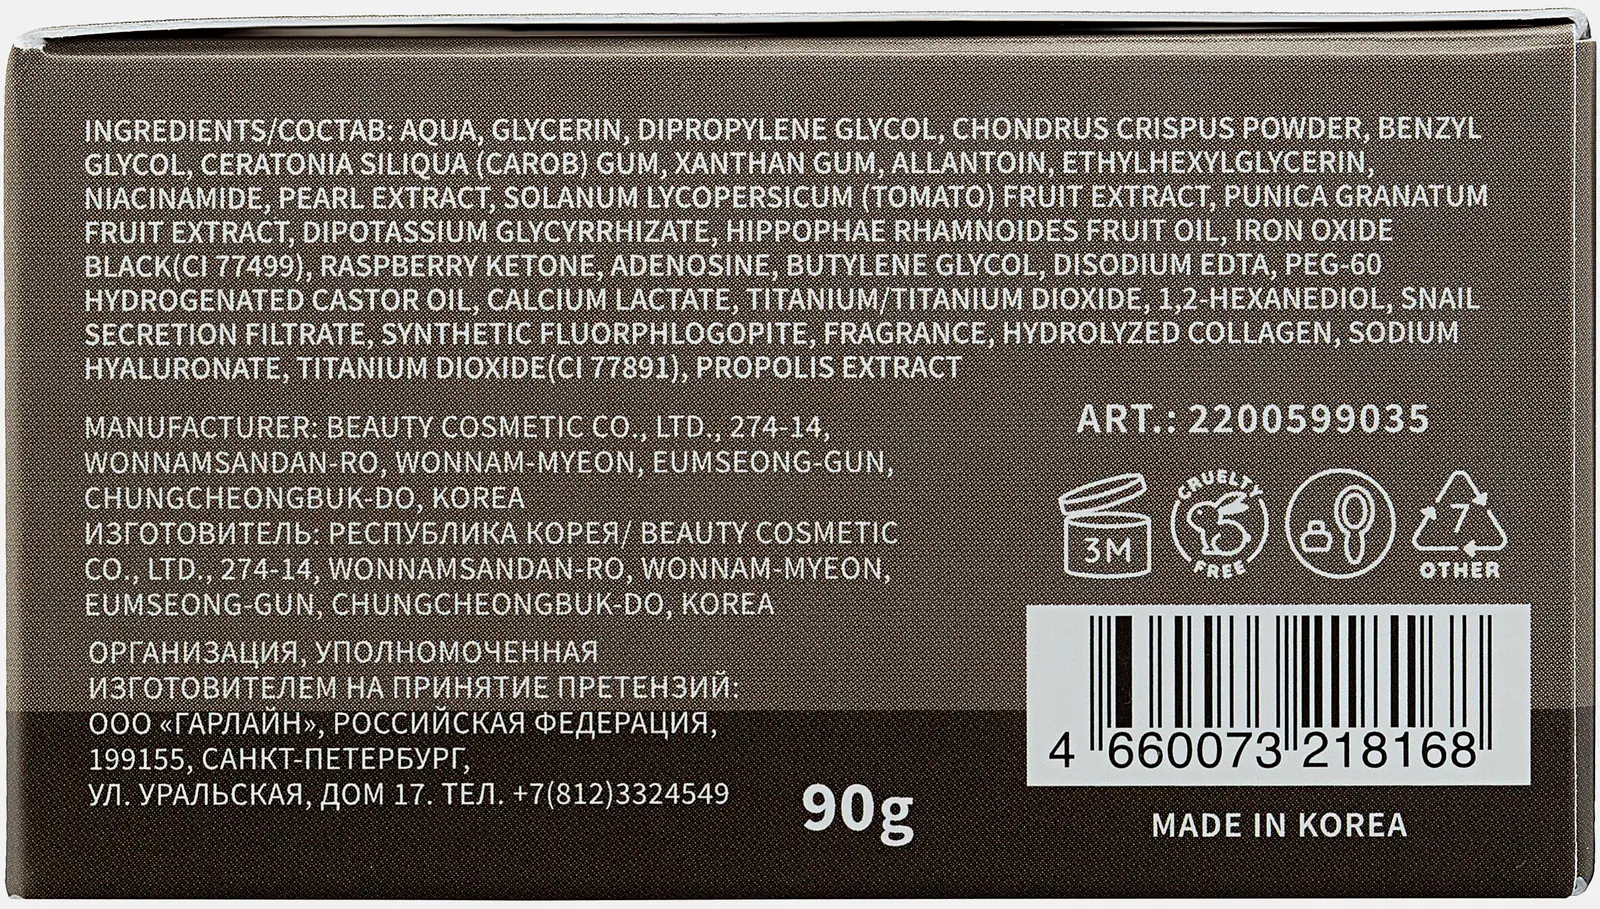 INGREDIENTS/СОСТАВ: AQUA, GLYCERIN, DIPROPYLENE GLYCOL, CHONDRUS CRISPUS POWDER, BENZYL
GLYCOL, CERATONIA SILIQUA (CAROB) GUM, XANTHAN GUM, ALLANTOIN, ETHYLHEXYLGLYCERIN,
NIACINAMIDE, PEARL EXTRACT, SOLANUM LYCOPERSICUM (TOMATO) FRUIT EXTRACT, PUNICA GRANATUM
FRUIT EXTRACT, DIPOTASSIUM GLYCYRRHIZATE, HIPPOPHAE RHAMNOIDES FRUIT OIL, IRON OXIDE
BLACK(CI 77499), RASPBERRY KETONE, ADENOSINE, BUTYLENE GLYCOL, DISODIUM EDTA, PEG-60
HYDROGENATED CASTOR OIL, CALCIUM LACTATE, TITANIUM/TITANIUM DIOXIDE, 1,2-HEXANEDIOL, SNAIL
SECRETION FILTRATE, SYNTHETIC FLUORPHLOGOPITE, FRAGRANCE, HYDROLYZED COLLAGEN, SODIUM
HYALURONATE, TITANIUM DIOXIDE(CI 77891), PROPOLIS EXTRACT
MANUFACTURER: BEAUTY COSMETIC CO., LTD., 274-14,
WONNAMSANDAN-RO, WONNAM-MYEON, EUMSEONG-GUN,
CHUNGCHEONGBUK-DO, KOREA
ИЗГОТОВИТЕЛЬ: РЕСПУБЛИКА КОРЕЯ/ BEAUTY COSMETIC
CO., LTD., 274-14, WONNAMSANDAN-RO, WONNAM-MYEON,
EUMSEONG-GUN, CHUNGCHEONGBUK-DO, KOREA
ОРГАНИЗАЦИЯ, УПОЛНОМОЧЕННАЯ
ИЗГОТОВИТЕЛЕМ НА ПРИНЯТИЕ ПРЕТЕНЗИЙ:
ООО «ГАРЛАЙН», РОССИЙСКАЯ ФЕДЕРАЦИЯ,
199155, САНКТ-ПЕТЕРБУРГ,
УЛ. УРАЛЬСКАЯ, ДОМ 17. ТЕЛ. +7(812)3324549
90g
ART.: 2200599035
3M
CRUELTY
FREE
7
OTHER
4 660073 218168
MADE IN KOREA